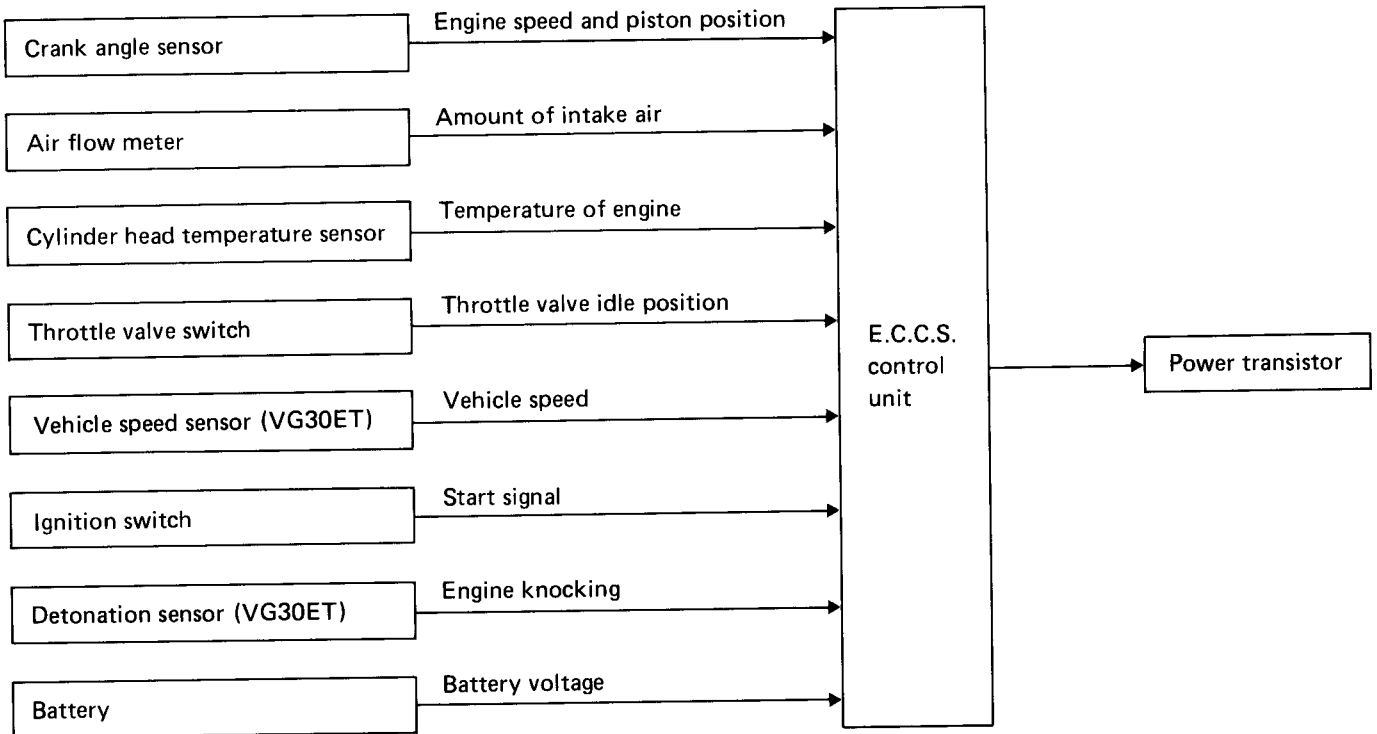 Crank angle sensor
Engine speed and piston position
Air flow meter
Amount of intake air
Cylinder head temperature sensor
Temperature of engine
Throttle valve switch
Throttle valve idle position
Vehicle speed sensor (VG30ET)
Vehicle speed
Ignition switch
Start signal
Detonation sensor (VG30ET)
Engine knocking
Battery
Battery voltage
E.C.C.S.
control
unit
Power transistor